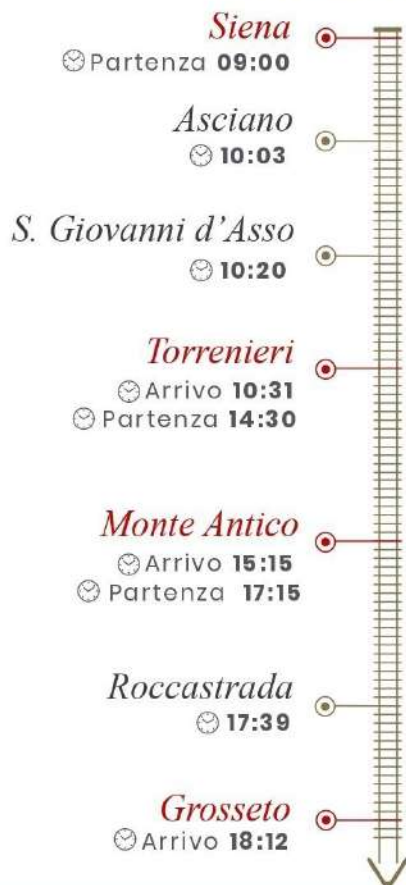 Siena
Partenza 09:00
Asciano
10:03
S. Giovanni d'Asso
10:20
Torrenieri
Arrivo 10:31
Partenza 14:30
Monte Antico
Arrivo 15:15
Partenza 17:15
Roccastrada
17:39
Grosseto
Arrivo 18:12